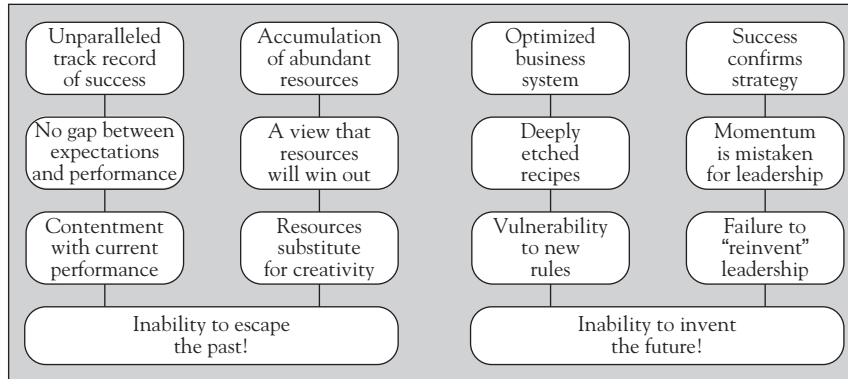 Unparalleled
track record
of success
No gap between
expectations
and performance
Contentment
with current
performance
Accumulation
of abundant
resources
A view that
resources
will win out
Resources
substitute
for creativity
Inability to escape
the past!
Optimized
business
system
Deeply
etched
recipes
Vulnerability
to new
rules
Success
confirms
strategy
Momentum
is mistaken
for leadership
Failure to
“reinvent”
leadership
Inability to invent
the future!